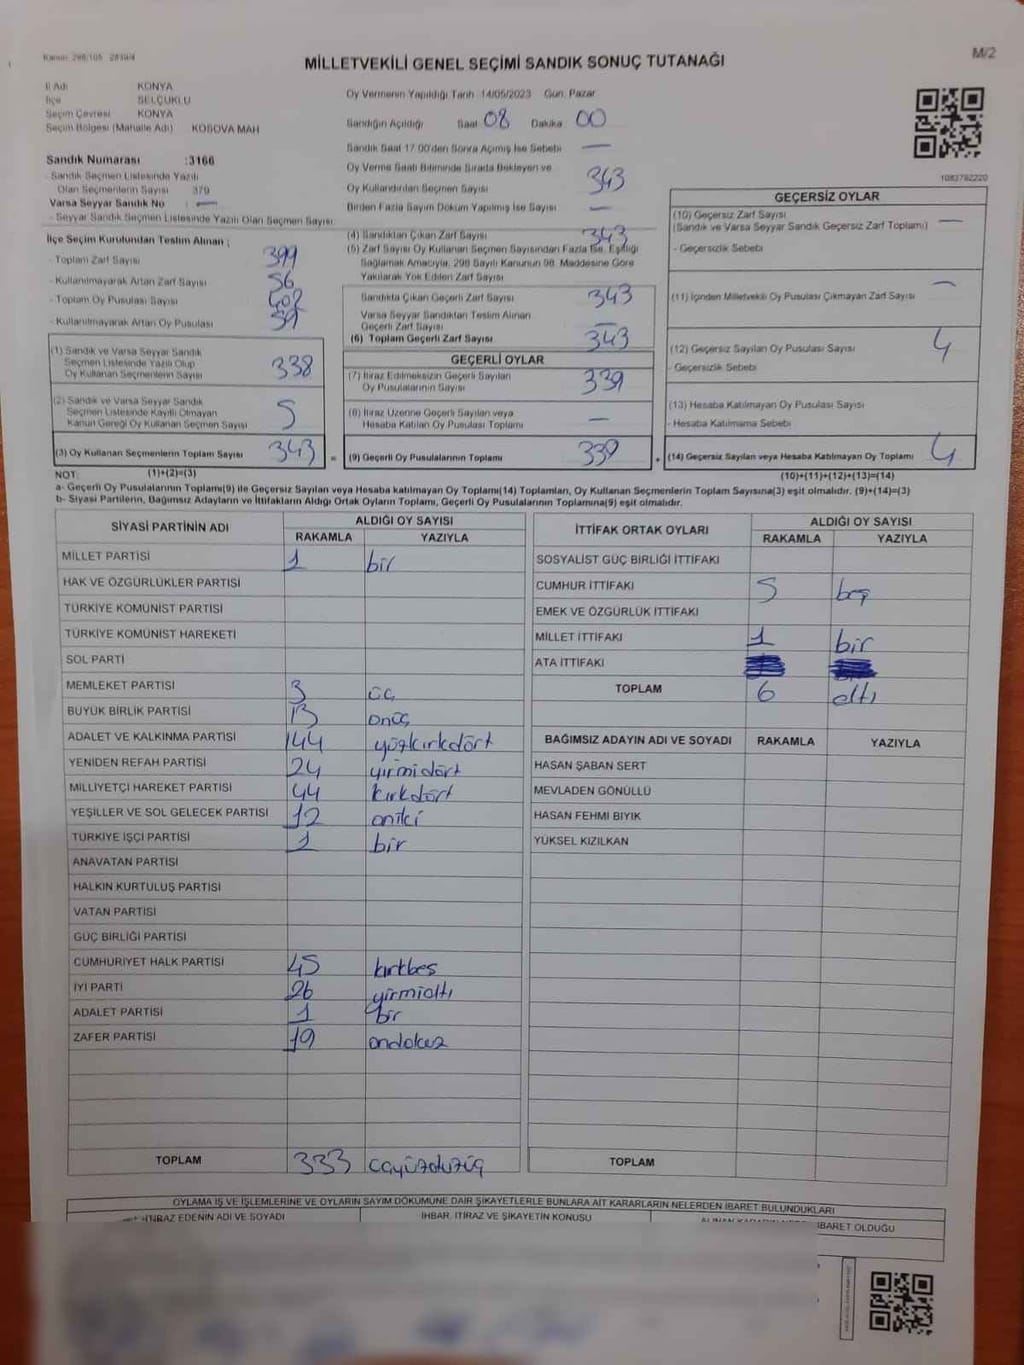 Kanun: 298/105 2839/4
M/2
MİLLETVEKİLİ GENEL SEÇİMİ SANDIK SONUÇ TUTANAĞI
İl Adı KONYA
İlçe SELÇUKLU
Seçim Çevresi KONYA
Seçim Bölgesi (Mahalle Adı) KOSOVA MAH
Sandık Numarası :3166
- Sandık Seçmen Listesinde Yazılı
Olan Seçmenlerin Sayısı 379
Varsa Seyyar Sandık No : —
- Seyyar Sandık Seçmen Listesinde Yazılı Olan Seçmen Sayısı
İlçe Seçim Kurulundan Teslim Alınan ;
- Toplam Zarf Sayısı 399
- Kullanılmayarak Artan Zarf Sayısı 56
- Toplam Oy Pusulası Sayısı 402
- Kullanılmayarak Artan Oy Pusulası 59
(1) Sandık ve Varsa Seyyar Sandık
Seçmen Listesinde Yazılı Olup
Oy Kullanan Seçmenlerin Sayısı 338
(2) Sandık ve Varsa Seyyar Sandık
Seçmen Listesinde Kayıtlı Olmayan
Kanun Gereği Oy Kullanan Seçmen Sayısı 5
(3) Oy Kullanan Seçmenlerin Toplam Sayısı 343 =
Oy Vermenin Yapıldığı Tarih 14/05/2023 Gün: Pazar
Sandığın Açıldığı Saat 08 Dakika 00
Sandık Saat 17:00'den Sonra Açılmış İse Sebebi —
Oy Verme Saati Bitiminde Sırada Bekleyen ve
Oy Kullandırılan Seçmen Sayısı 343
Birden Fazla Sayım Döküm Yapılmış İse Sayısı —
(4) Sandıktan Çıkan Zarf Sayısı 343
(5) Zarf Sayısı Oy Kullanan Seçmen Sayısından Fazla İse, Eşitliği
Sağlamak Amacıyla, 298 Sayılı Kanunun 98. Maddesine Göre
Yakılarak Yok Edilen Zarf Sayısı
Sandıkta Çıkan Geçerli Zarf Sayısı 343
Varsa Seyyar Sandıktan Teslim Alınan
Geçerli Zarf Sayısı —
(6) Toplam Geçerli Zarf Sayısı 343
GEÇERLİ OYLAR
(7) İtiraz Edilmeksizin Geçerli Sayılan
Oy Pusulalarının Sayısı 339
(8) İtiraz Üzerine Geçerli Sayılan veya
Hesaba Katılan Oy Pusulası Toplamı —
(9) Geçerli Oy Pusulalarının Toplamı 339 +
1083792220
GEÇERSİZ OYLAR
(10) Geçersiz Zarf Sayısı
(Sandık ve Varsa Seyyar Sandık Geçersiz Zarf Toplamı) —
- Geçersizlik Sebebi
(11) İçinden Milletvekili Oy Pusulası Çıkmayan Zarf Sayısı —
(12) Geçersiz Sayılan Oy Pusulası Sayısı 4
- Geçersizlik Sebebi
(13) Hesaba Katılmayan Oy Pusulası Sayısı
- Hesaba Katılmama Sebebi
(14) Geçersiz Sayılan veya Hesaba Katılmayan Oy Toplamı 4
NOT: (1)+(2)=(3) (10)+(11)+(12)+(13)=(14)
a- Geçerli Oy Pusulalarının Toplamı(9) ile Geçersiz Sayılan veya Hesaba katılmayan Oy Toplamı(14) Toplamları, Oy Kullanan Seçmenlerin Toplam Sayısına(3) eşit olmalıdır. (9)+(14)=(3)
b- Siyasi Partilerin, Bağımsız Adayların ve İttifakların Aldığı Ortak Oyların Toplamı, Geçerli Oy Pusulalarının Toplamına(9) eşit olmalıdır.
SİYASİ PARTİNİN ADI ALDIĞI OY SAYISI
RAKAMLA YAZIYLA
MİLLET PARTİSİ 1 bir
HAK VE ÖZGÜRLÜKLER PARTİSİ
TÜRKİYE KOMÜNİST PARTİSİ
TÜRKİYE KOMÜNİST HAREKETİ
SOL PARTİ
MEMLEKET PARTİSİ 3 üç
BÜYÜK BİRLİK PARTİSİ 13 onüç
ADALET VE KALKINMA PARTİSİ 144 yüzkırkdört
YENİDEN REFAH PARTİSİ 24 yirmidört
MİLLİYETÇİ HAREKET PARTİSİ 44 kırkdört
YEŞİLLER VE SOL GELECEK PARTİSİ 12 oniki
TÜRKİYE İŞÇİ PARTİSİ 1 bir
ANAVATAN PARTİSİ
HALKIN KURTULUŞ PARTİSİ
VATAN PARTİSİ
GÜÇ BİRLİĞİ PARTİSİ
CUMHURİYET HALK PARTİSİ 45 kırkbeş
İYİ PARTİ 26 yirmialtı
ADALET PARTİSİ 1 bir
ZAFER PARTİSİ 19 ondokuz
TOPLAM 333
İTTİFAK ORTAK OYLARI ALDIĞI OY SAYISI
RAKAMLA YAZIYLA
SOSYALİST GÜÇ BİRLİĞİ İTTİFAKI
CUMHUR İTTİFAKI 5 beş
EMEK VE ÖZGÜRLÜK İTTİFAKI
MİLLET İTTİFAKI 1 bir
ATA İTTİFAKI
TOPLAM 6 altı
BAĞIMSIZ ADAYIN ADI VE SOYADI RAKAMLA YAZIYLA
HASAN ŞABAN SERT
MEVLADEN GÖNÜLLÜ
HASAN FEHMİ BIYIK
YÜKSEL KIZILKAN
TOPLAM
OYLAMA İŞ VE İŞLEMLERİNE VE OYLARIN SAYIM DÖKÜMÜNE DAİR ŞİKAYETLERLE BUNLARA AİT KARARLARIN NELERDEN İBARET BULUNDUKLARI
İTİRAZ EDENİN ADI VE SOYADI İHBAR, İTİRAZ VE ŞİKAYETİN KONUSU İBARET OLDUĞU